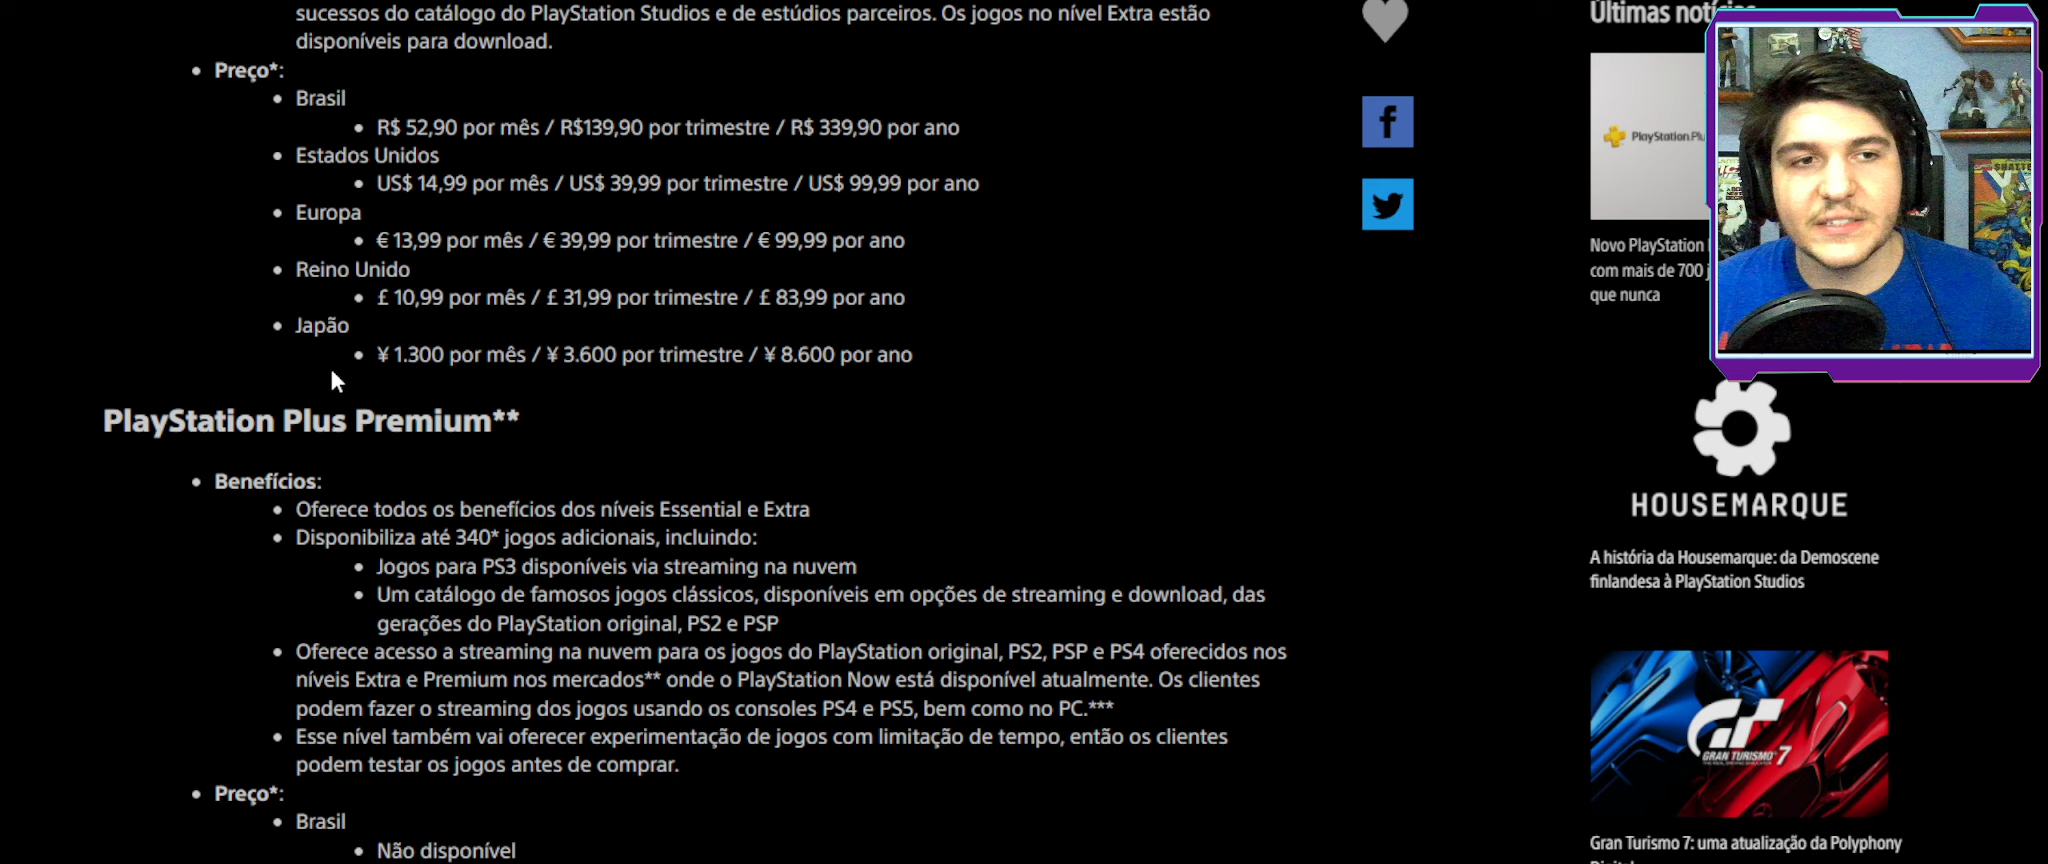 sucessos do catálogo do PlayStation Studios e de estúdios parceiros. Os jogos no nível Extra estão
disponíveis para download.
Preço*:
Brasil
R$ 52,90 por mês / R$139,90 por trimestre / R$ 339,90 por ano
Estados Unidos
US$ 14,99 por mês / US$ 39,99 por trimestre / US$ 99,99 por ano
Europa
€ 13,99 por mês / € 39,99 por trimestre / € 99,99 por ano
Reino Unido
£ 10,99 por mês / £ 31,99 por trimestre / £ 83,99 por ano
Japão
¥ 1.300 por mês / ¥ 3.600 por trimestre / ¥ 8.600 por ano
PlayStation Plus Premium**
Benefícios:
Oferece todos os benefícios dos níveis Essential e Extra
Disponibiliza até 340* jogos adicionais, incluindo:
Jogos para PS3 disponíveis via streaming na nuvem
Um catálogo de famosos jogos clássicos, disponíveis em opções de streaming e download, das
gerações do PlayStation original, PS2 e PSP
Oferece acesso a streaming na nuvem para os jogos do PlayStation original, PS2, PSP e PS4 oferecidos nos
níveis Extra e Premium nos mercados** onde o PlayStation Now está disponível atualmente. Os clientes
podem fazer o streaming dos jogos usando os consoles PS4 e PS5, bem como no PC.***
Esse nível também vai oferecer experimentação de jogos com limitação de tempo, então os clientes
podem testar os jogos antes de comprar.
Preço*:
Brasil
Não disponível
Últimas
PlayStation.Plu
Novo PlayStation
com mais de 700
que nunca
HOUSEMARQUE
A história da Housemarque: da Demoscene
finlandesa à PlayStation Studios
GT
GRAN TURISMO 7
Gran Turismo 7: uma atualização da Polyphony